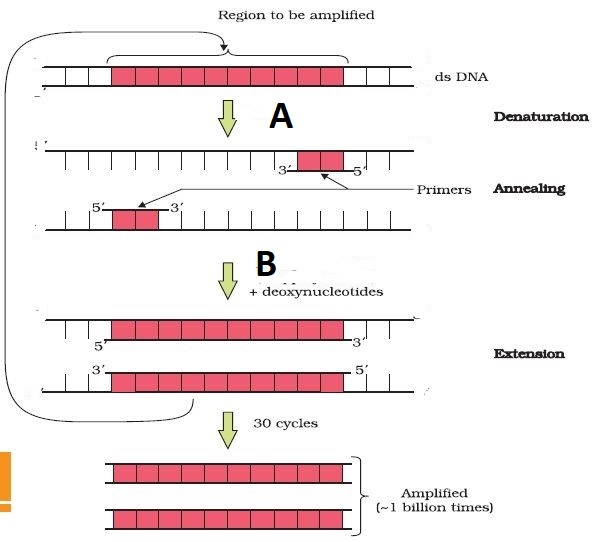 Region to be amplified
ds DNA
A
Denaturation
3′ 5′
Primers
Annealing
5′ 3′
B
+ deoxynucleotides
5′ 3′
Extension
3′ 5′
30 cycles
Amplified
(~1 billion times)